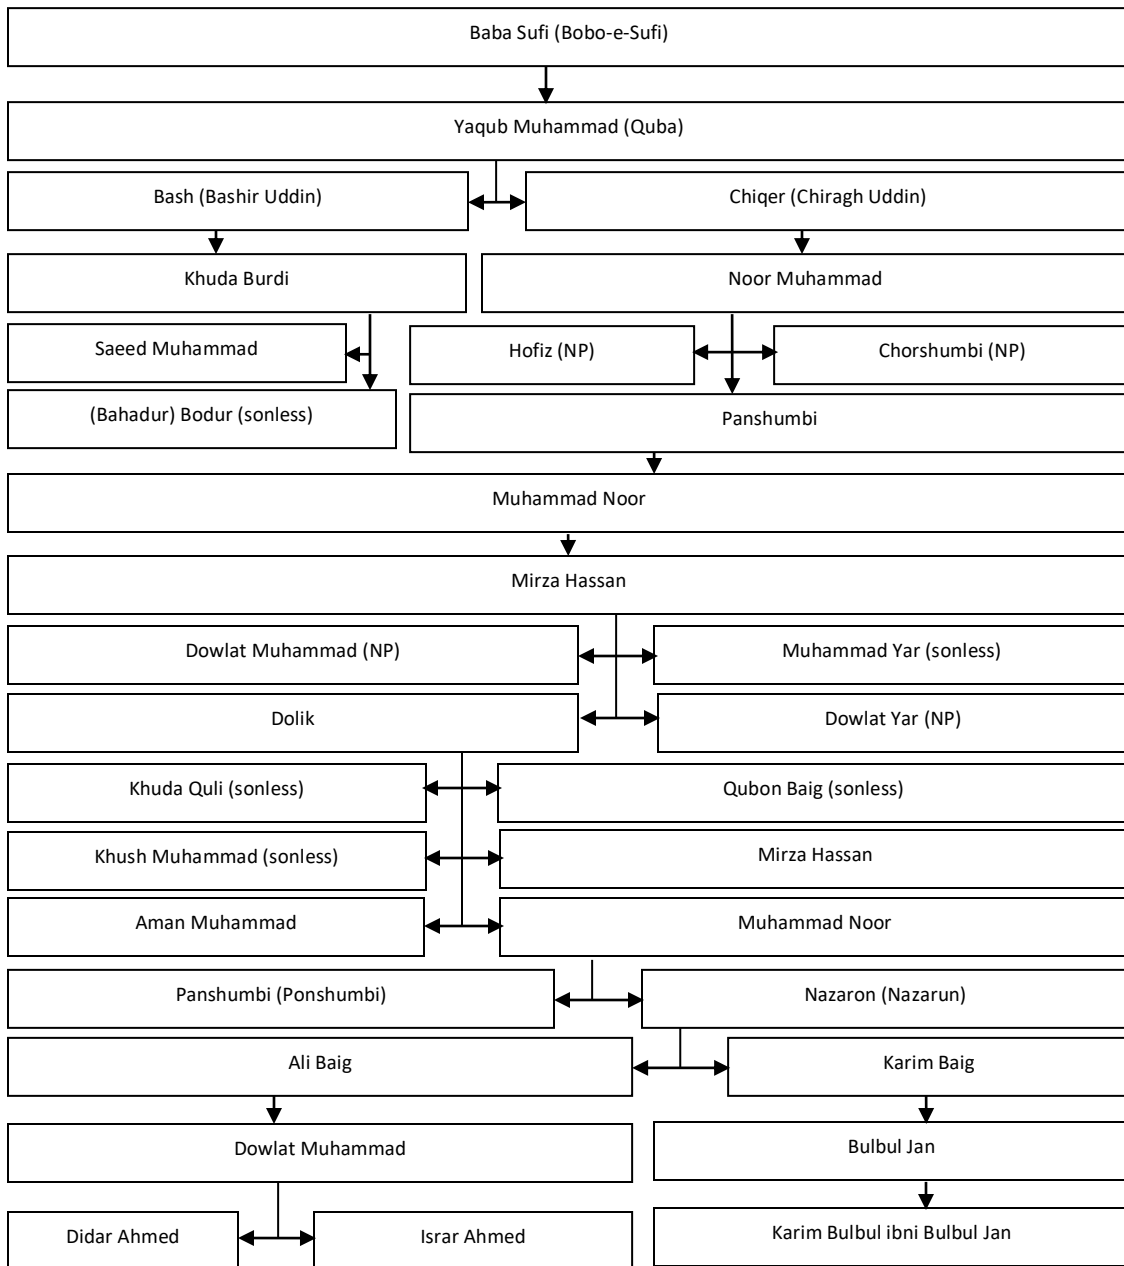 Baba Sufi (Bobo-e-Sufi)
Yaqub Muhammad (Quba)
Bash (Bashir Uddin)
Chiqer (Chiragh Uddin)
Khuda Burdi
Noor Muhammad
Saeed Muhammad
Hofiz (NP)
Chorshumbi (NP)
(Bahadur) Bodur (sonless)
Panshumbi
Muhammad Noor
Mirza Hassan
Dowlat Muhammad (NP)
Muhammad Yar (sonless)
Dolik
Dowlat Yar (NP)
Khuda Quli (sonless)
Qubon Baig (sonless)
Khush Muhammad (sonless)
Mirza Hassan
Aman Muhammad
Muhammad Noor
Panshumbi (Ponshumbi)
Nazaron (Nazarun)
Ali Baig
Karim Baig
Dowlat Muhammad
Bulbul Jan
Didar Ahmed
Israr Ahmed
Karim Bulbul ibni Bulbul Jan